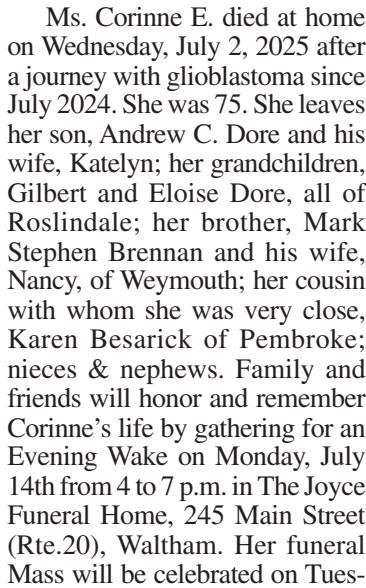 Ms. Corinne E. died at home
on Wednesday, July 2, 2025 after
a journey with glioblastoma since
July 2024. She was 75. She leaves
her son, Andrew C. Dore and his
wife, Katelyn; her grandchildren,
Gilbert and Eloise Dore, all of
Roslindale; her brother, Mark
Stephen Brennan and his wife,
Nancy, of Weymouth; her cousin
with whom she was very close,
Karen Besarick of Pembroke;
nieces & nephews. Family and
friends will honor and remember
Corinne’s life by gathering for an
Evening Wake on Monday, July
14th from 4 to 7 p.m. in The Joyce
Funeral Home, 245 Main Street
(Rte.20), Waltham. Her funeral
Mass will be celebrated on Tues-